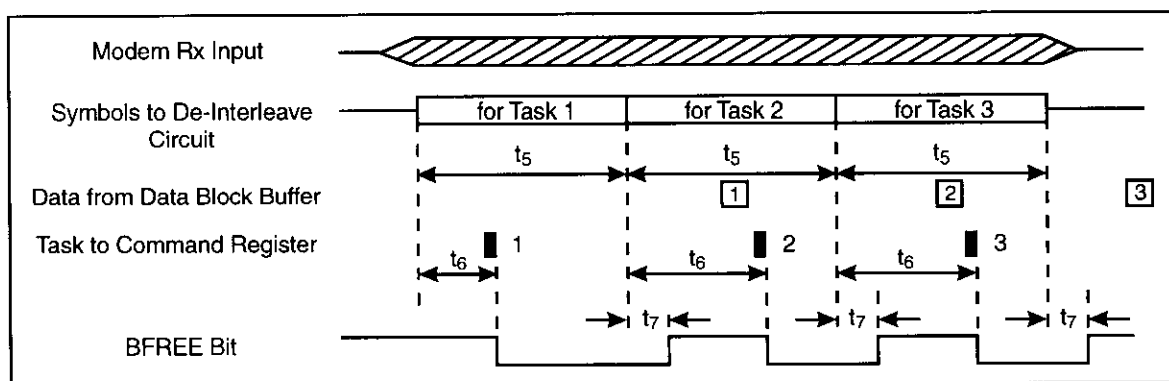 Modem Rx Input
Symbols to De-Interleave
Circuit
for Task 1 for Task 2 for Task 3
t5 t5 t5
Data from Data Block Buffer
1 2 3
Task to Command Register
1 2 3
t6 t6 t6
t7 t7 t7
BFREE Bit